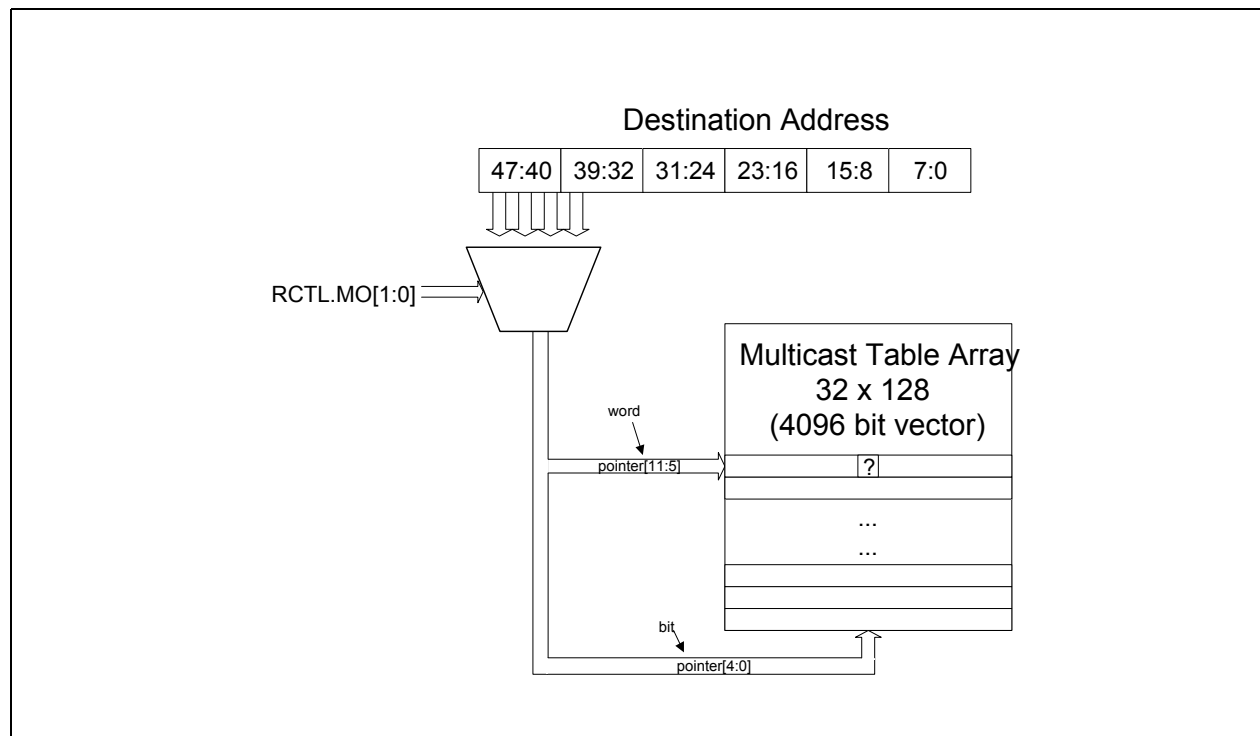 Destination Address
47:40 39:32 31:24 23:16 15:8 7:0
RCTL.MO[1:0]
Multicast Table Array
32 x 128
(4096 bit vector)
word
pointer[11:5]
?
...
...
bit
pointer[4:0]